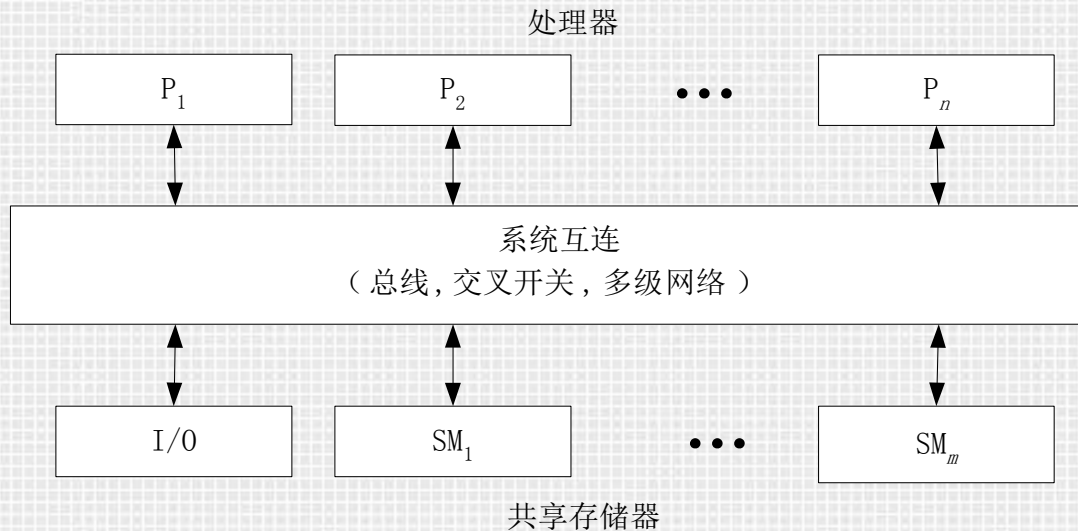 处理器
P₁ P₂ ••• Pₙ
系统互连
（总线,交叉开关,多级网络）
I/O SM₁ ••• SMₘ
共享存储器